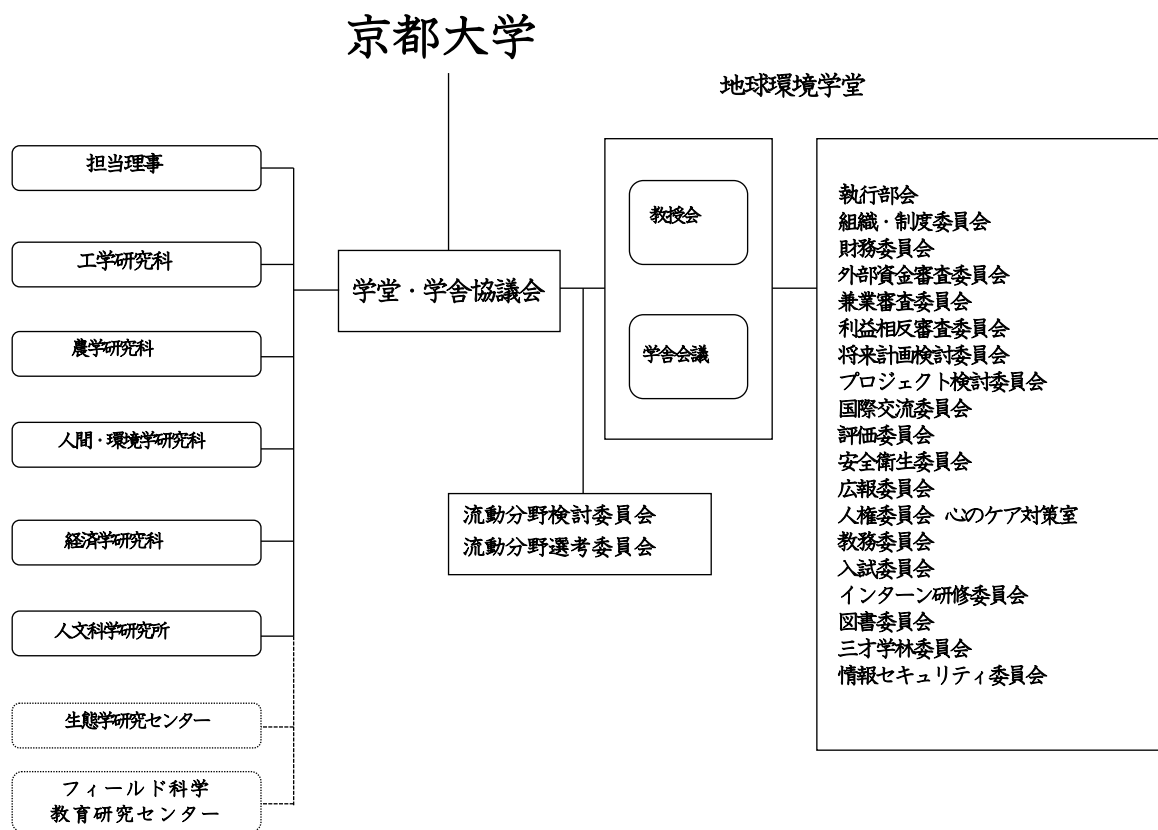 京都大学
地球環境学堂
担当理事
工学研究科
農学研究科
人間・環境学研究科
経済学研究科
人文科学研究所
生態学研究センター
フィールド科学
教育研究センター
学堂・学舎協議会
教授会
学舎会議
流動分野検討委員会
流動分野選考委員会
執行部会
組織・制度委員会
財務委員会
外部資金審査委員会
兼業審査委員会
利益相反審査委員会
将来計画検討委員会
プロジェクト検討委員会
国際交流委員会
評価委員会
安全衛生委員会
広報委員会
人権委員会 心のケア対策室
教務委員会
入試委員会
インターン研修委員会
図書委員会
三才学林委員会
情報セキュリティ委員会